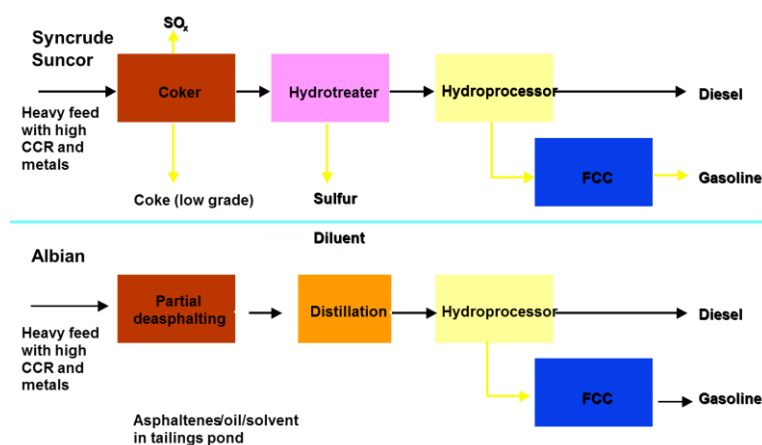 SOx
Syncrude
Suncor
Coker
Hydrotreater
Hydroprocessor
Diesel
Heavy feed
with high
CCR and
metals
FCC
Gasoline
Coke (low grade)
Sulfur
Diluent
Albian
Partial
deasphalting
Distillation
Hydroprocessor
Diesel
Heavy feed
with high
CCR and
metals
FCC
Gasoline
Asphaltenes/oil/solvent
in tailings pond